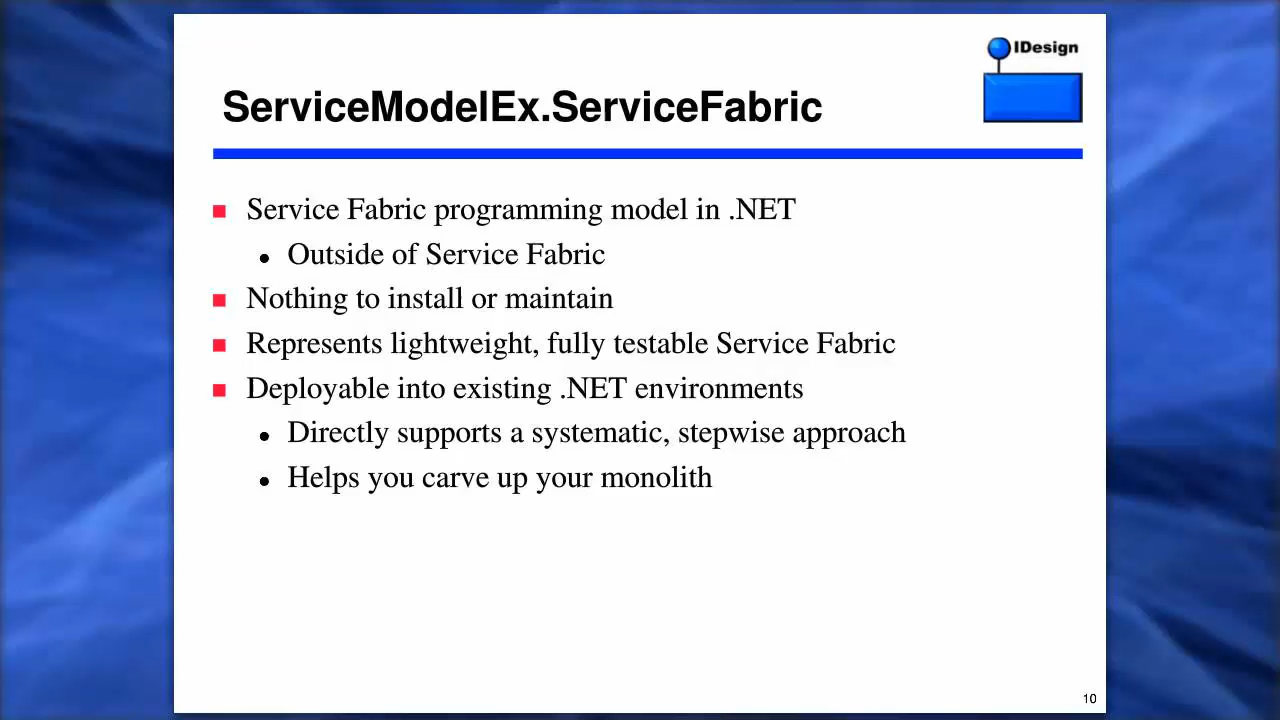 IDesign
ServiceModelEx.ServiceFabric
Service Fabric programming model in .NET
Outside of Service Fabric
Nothing to install or maintain
Represents lightweight, fully testable Service Fabric
Deployable into existing .NET environments
Directly supports a systematic, stepwise approach
Helps you carve up your monolith
10